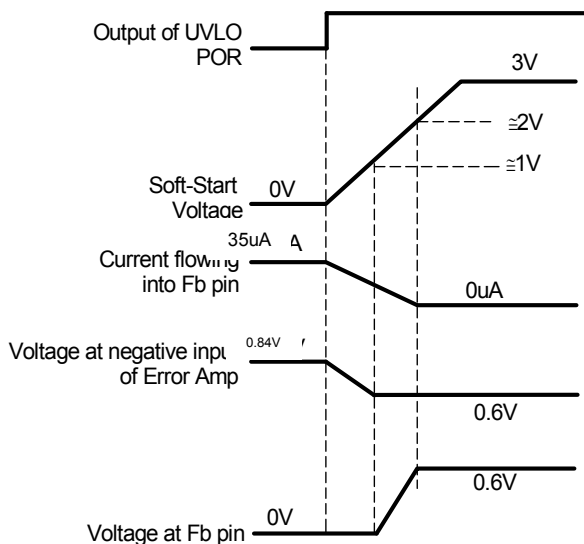 Output of UVLO
POR
3V
≅2V
≅1V
Soft-Start
Voltage
0V
35uA
Current flowing
into Fb pin
0uA
0.84V
Voltage at negative
of Error Amp
0.6V
0.6V
Voltage at Fb pin
0V